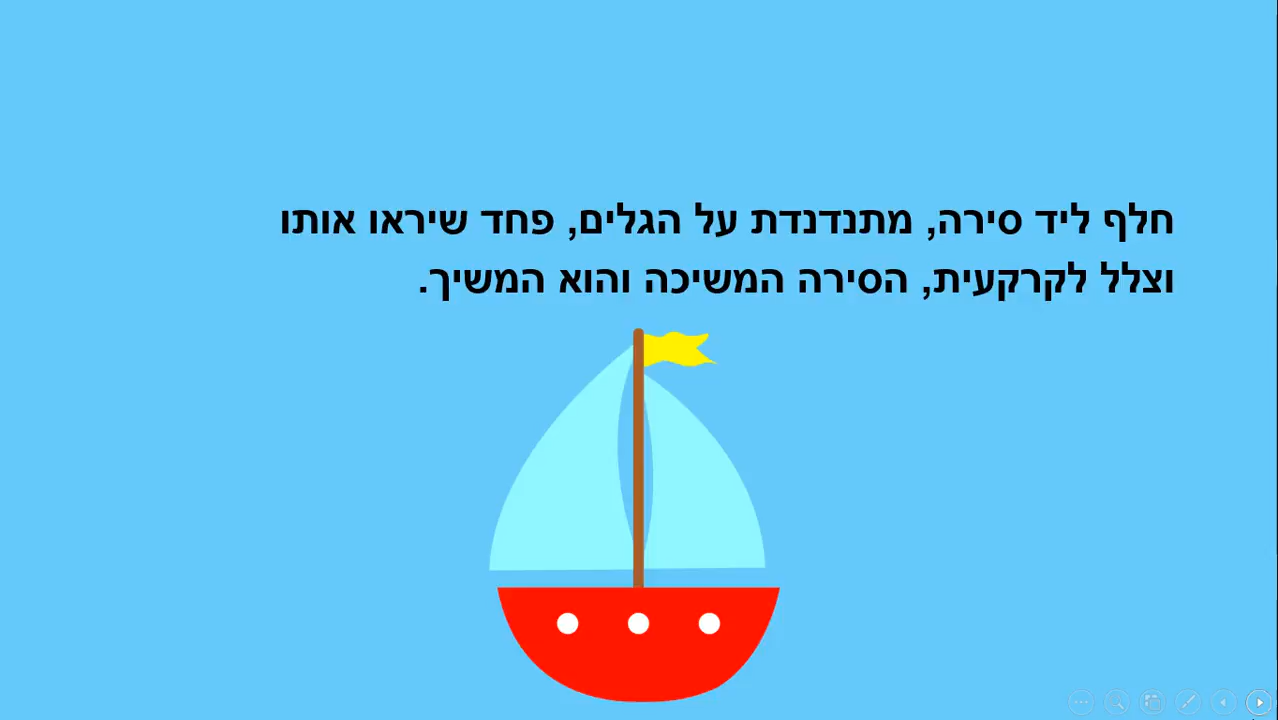 חלף ליד סירה, מתנדנדת על הגלים, פחד שיראו אותו
וצלל לקרקעית, הסירה המשיכה והוא המשיך.